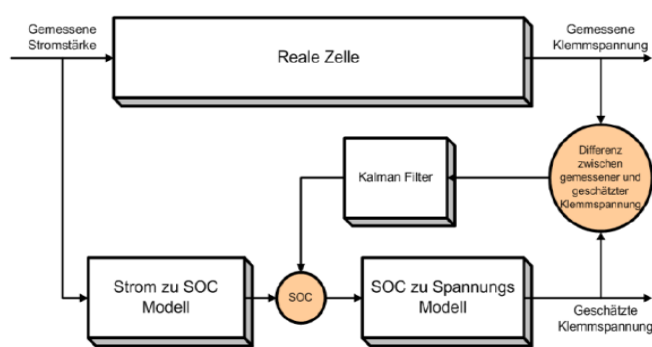 Gemessene
Stromstärke
Reale Zelle
Gemessene
Klemmspannung
Differenz
zwischen
gemessener und
geschätzter
Klemmspannung
Kalman Filter
Strom zu SOC
Modell
SOC
SOC zu Spannungs
Modell
Geschätzte
Klemmspannung